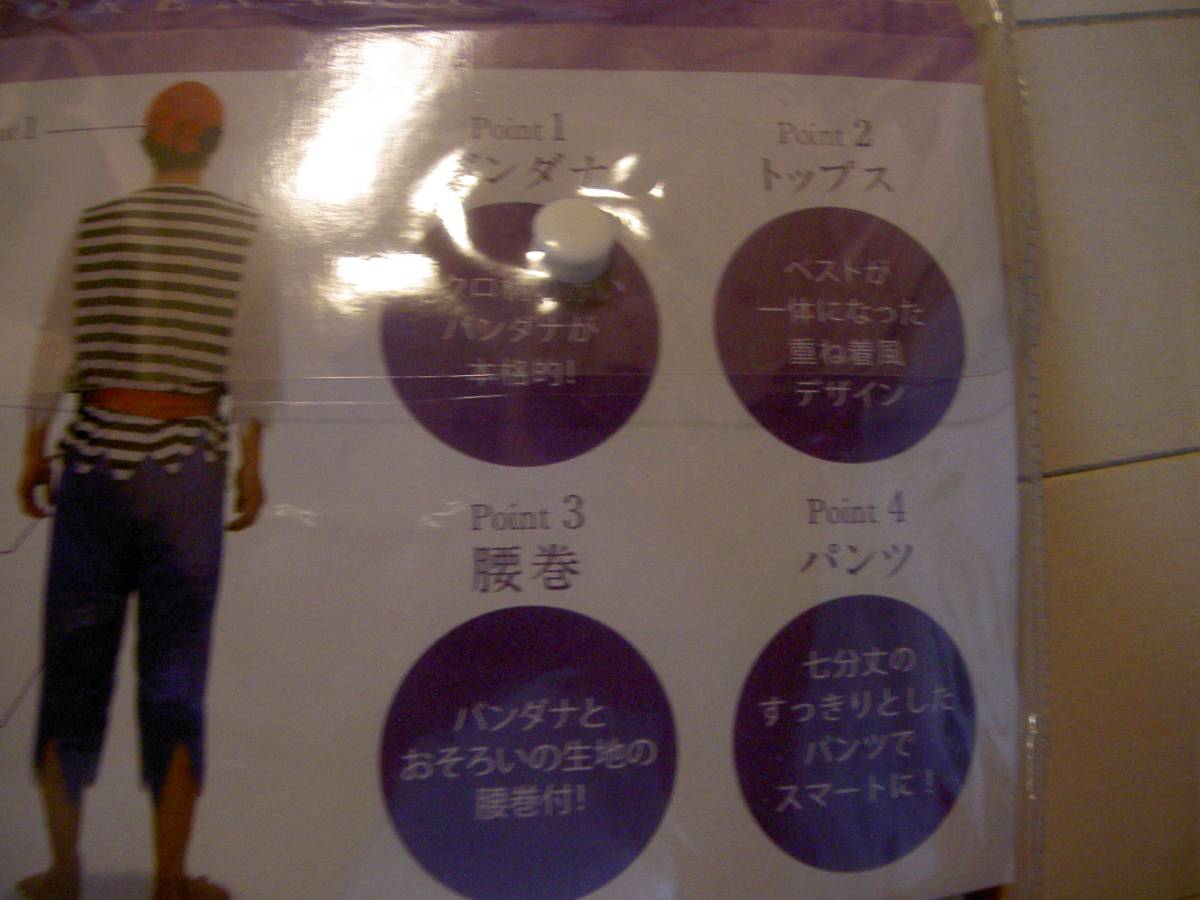 Point 1
バンダナ
クロ
バンダナが
本格的!
Point 2
トップス
ベストが
一体になった
重ね着風
デザイン
Point 3
腰巻
バンダナと
おそろいの生地の
腰巻付!
Point 4
パンツ
七分丈の
すっきりとした
パンツで
スマートに!